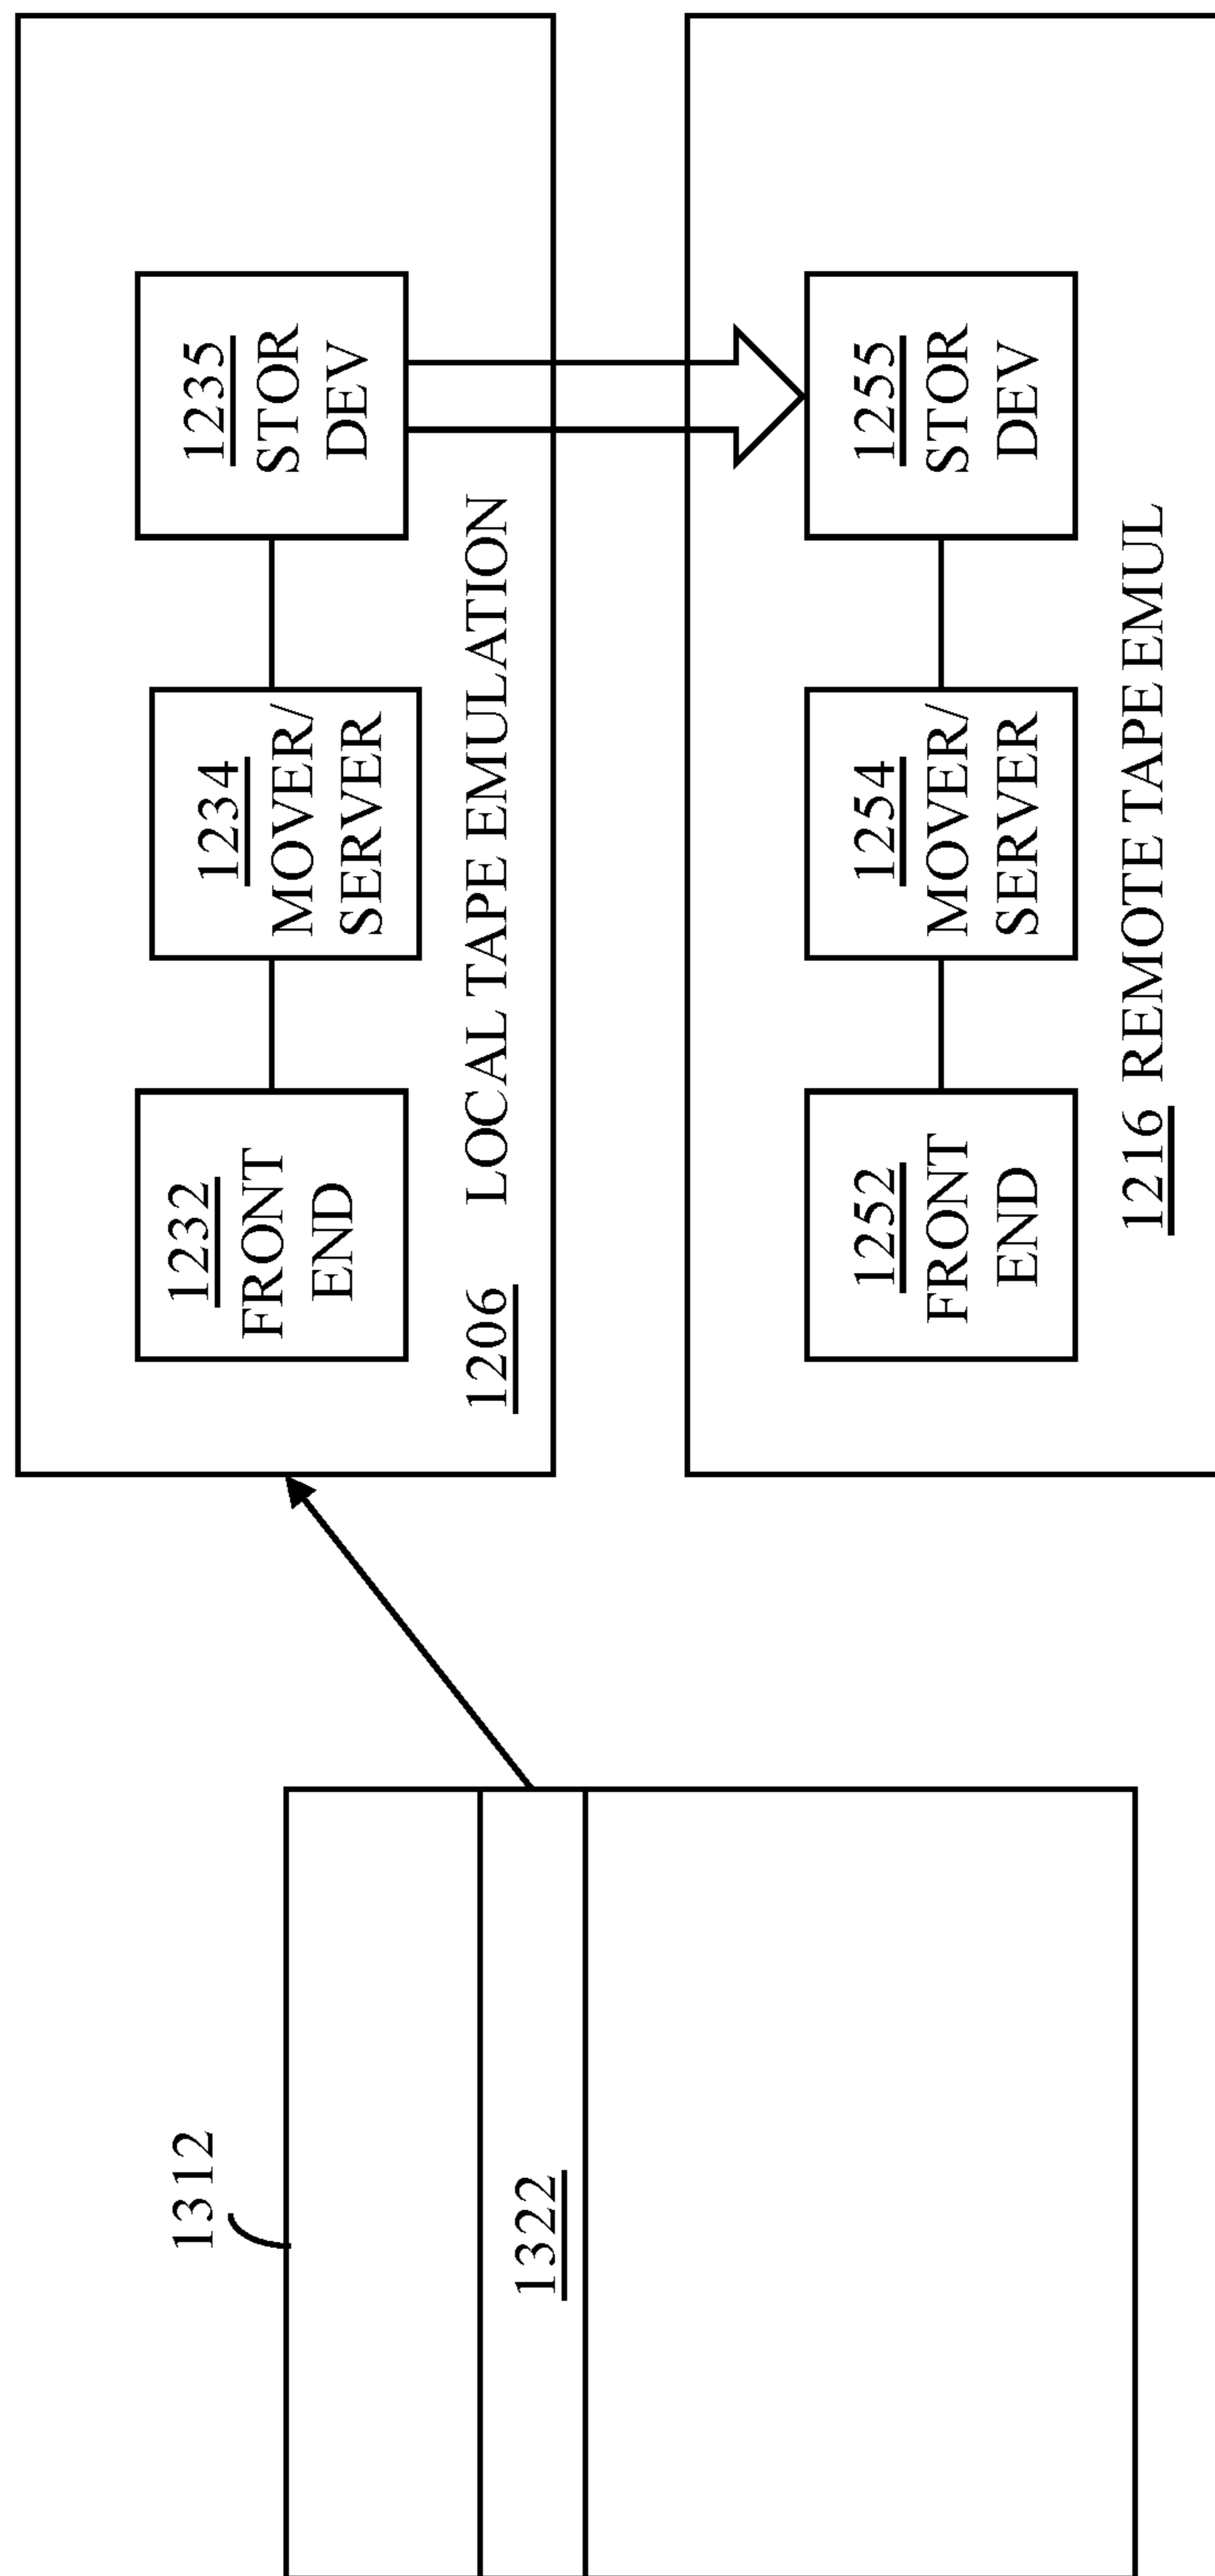 1312
1322
1232
FRONT
END
1234
MOVER/
SERVER
1235
STOR
DEV
1206 LOCAL TAPE EMULATION
1252
FRONT
END
1254
MOVER/
SERVER
1255
STOR
DEV
1216 REMOTE TAPE EMUL